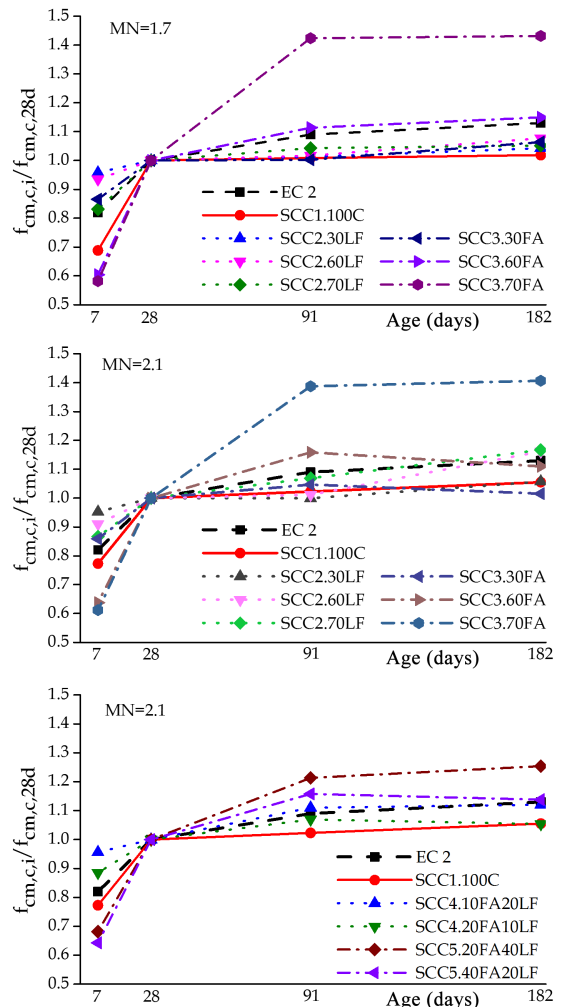 1.5
MN=1.7
1.4
1.3
1.2
1.1
1.0
0.9
0.8
0.7
0.6
0.5
f cm,c,i/f cm,c,28d
EC 2
SCC1.100C
SCC2.30LF SCC3.30FA
SCC2.60LF SCC3.60FA
SCC2.70LF SCC3.70FA
7 28 91 Age (days) 182
1.5
MN=2.1
1.4
1.3
1.2
1.1
1.0
0.9
0.8
0.7
0.6
0.5
f cm,c,i/f cm,c,28d
EC 2
SCC1.100C
SCC2.30LF SCC3.30FA
SCC2.60LF SCC3.60FA
SCC2.70LF SCC3.70FA
7 28 91 Age (days) 182
1.5
MN=2.1
1.4
1.3
1.2
1.1
1.0
0.9
0.8
0.7
0.6
0.5
f cm,c,i/f cm,c,28d
EC 2
SCC1.100C
SCC4.10FA20LF
SCC4.20FA10LF
SCC5.20FA40LF
SCC5.40FA20LF
7 28 91 Age (days) 182